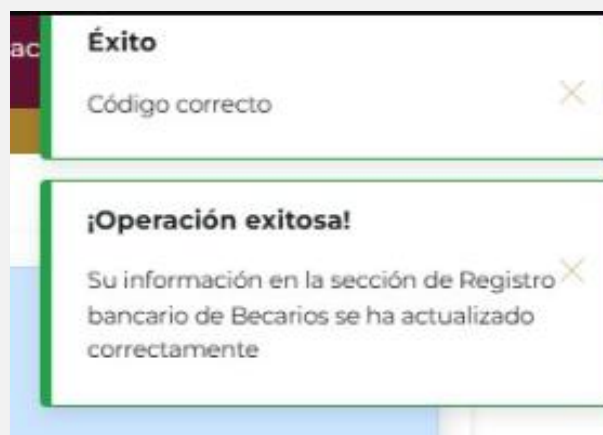 ac
Éxito
Código correcto
¡Operación exitosa!
Su información en la sección de Registro
bancario de Becarios se ha actualizado
correctamente